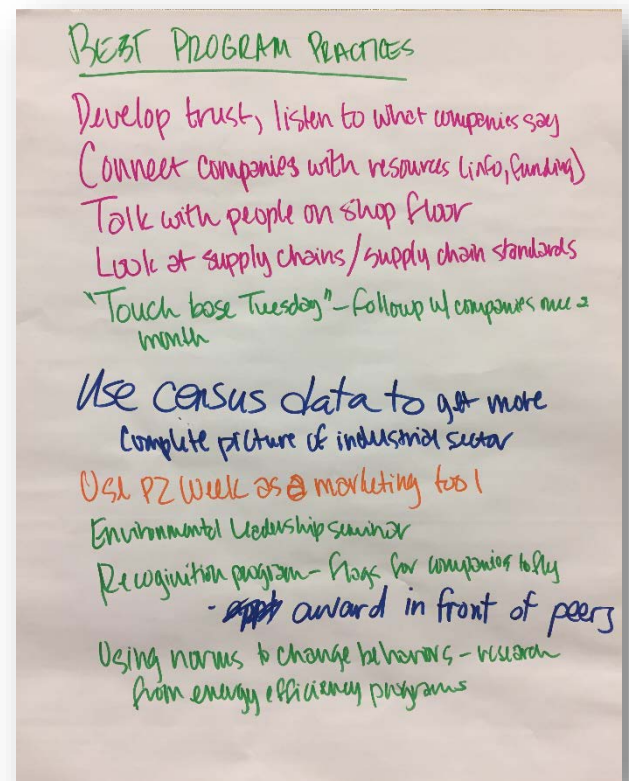 BEST PROGRAM PRACTICES
Develop trust, listen to what companies say
Connect companies with resources (info, funding)
Talk with people on shop floor
Look at supply chains/supply chain standards
"Touch base Tuesday" - followup w/ companies once a
month
Use census data to get more
complete picture of industrial sector
Use P2 Week as a marketing tool
Environmental Leadership seminar
Recoginition program - flags for companies to fly
- award in front of peers
Using norms to change behaviors - research
from energy efficiency programs